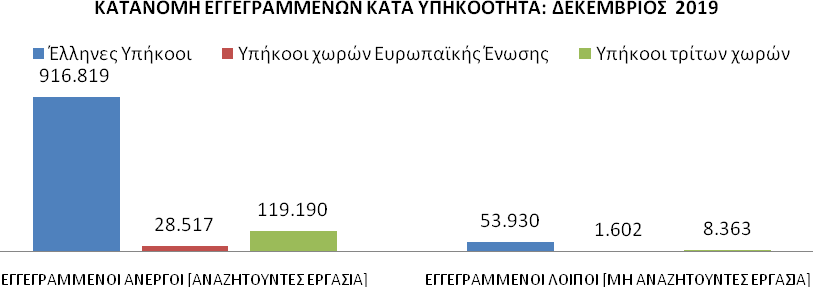 ΚΑΤΑΝΟΜΗ ΕΓΓΕΓΡΑΜΜΕΝΩΝ ΚΑΤΑ ΥΠΗΚΟΟΤΗΤΑ: ΔΕΚΕΜΒΡΙΟΣ 2019
Έλληνες Υπήκοοι Υπήκοοι χωρών Ευρωπαϊκής Ένωσης Υπήκοοι τρίτων χωρών
916.819
28.517 119.190 53.930 1.602 8.363
ΕΓΓΕΓΡΑΜΜΕΝΟΙ ΑΝΕΡΓΟΙ [ΑΝΑΖΗΤΟΥΝΤΕΣ ΕΡΓΑΣΙΑ] ΕΓΓΕΓΡΑΜΜΕΝΟΙ ΛΟΙΠΟΙ [ΜΗ ΑΝΑΖΗΤΟΥΝΤΕΣ ΕΡΓΑΣΙΑ]